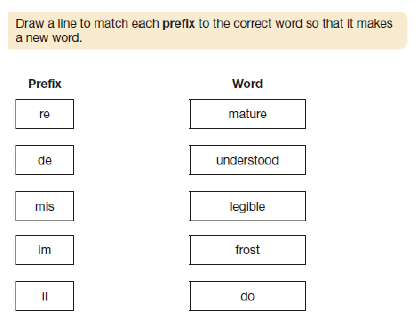 Draw a line to match each prefix to the correct word so that it makes
a new word.
Prefix Word
re mature
de understood
mis legible
im frost
il do